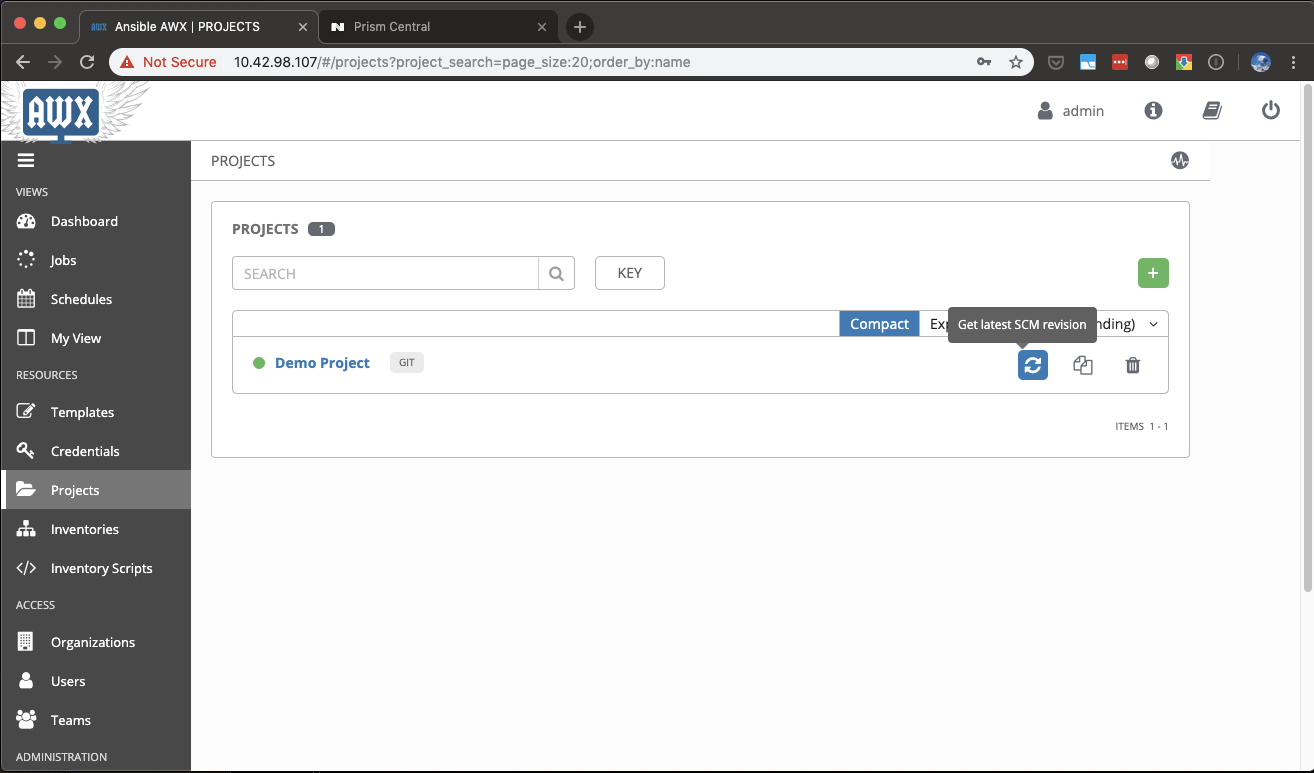 AWX Ansible AWX | PROJECTS
Prism Central
Not Secure 10.42.98.107/#/projects?project_search=page_size:20;order_by:name
AWX
admin
PROJECTS
VIEWS
Dashboard
Jobs
Schedules
My View
RESOURCES
Templates
Credentials
Projects
Inventories
Inventory Scripts
ACCESS
Organizations
Users
Teams
ADMINISTRATION
PROJECTS 1
SEARCH
KEY
Compact Exp nding)
Get latest SCM revision
Demo Project GIT
ITEMS 1 - 1